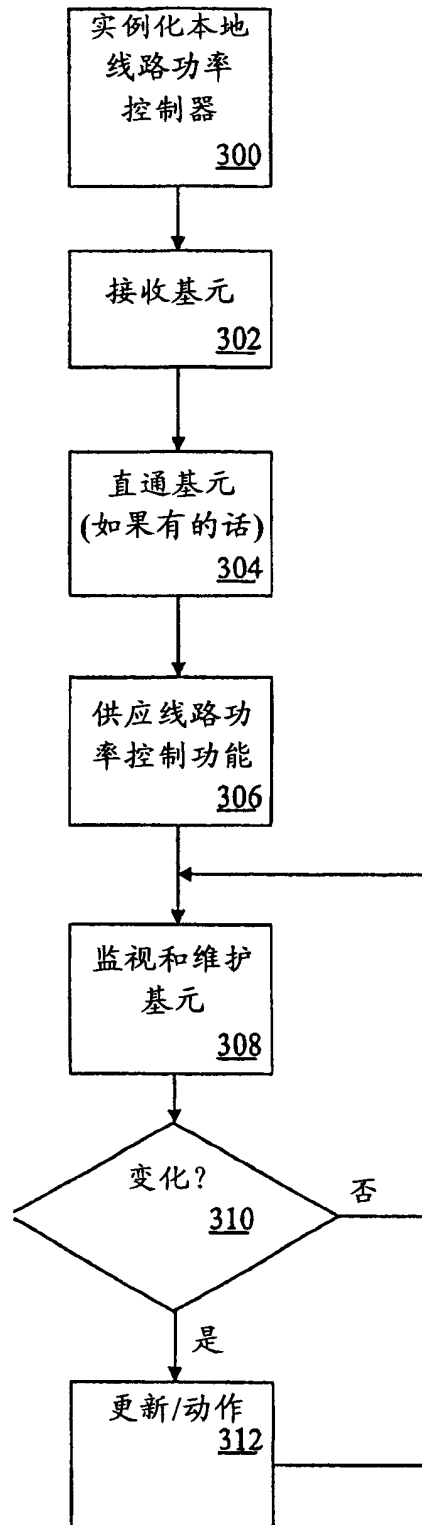 实例化本地
线路功率
控制器
300
接收基元
302
直通基元
(如果有的话)
304
供应线路功
率控制功能
306
监视和维护
基元
308
变化?
310
否
是
更新/动作
312